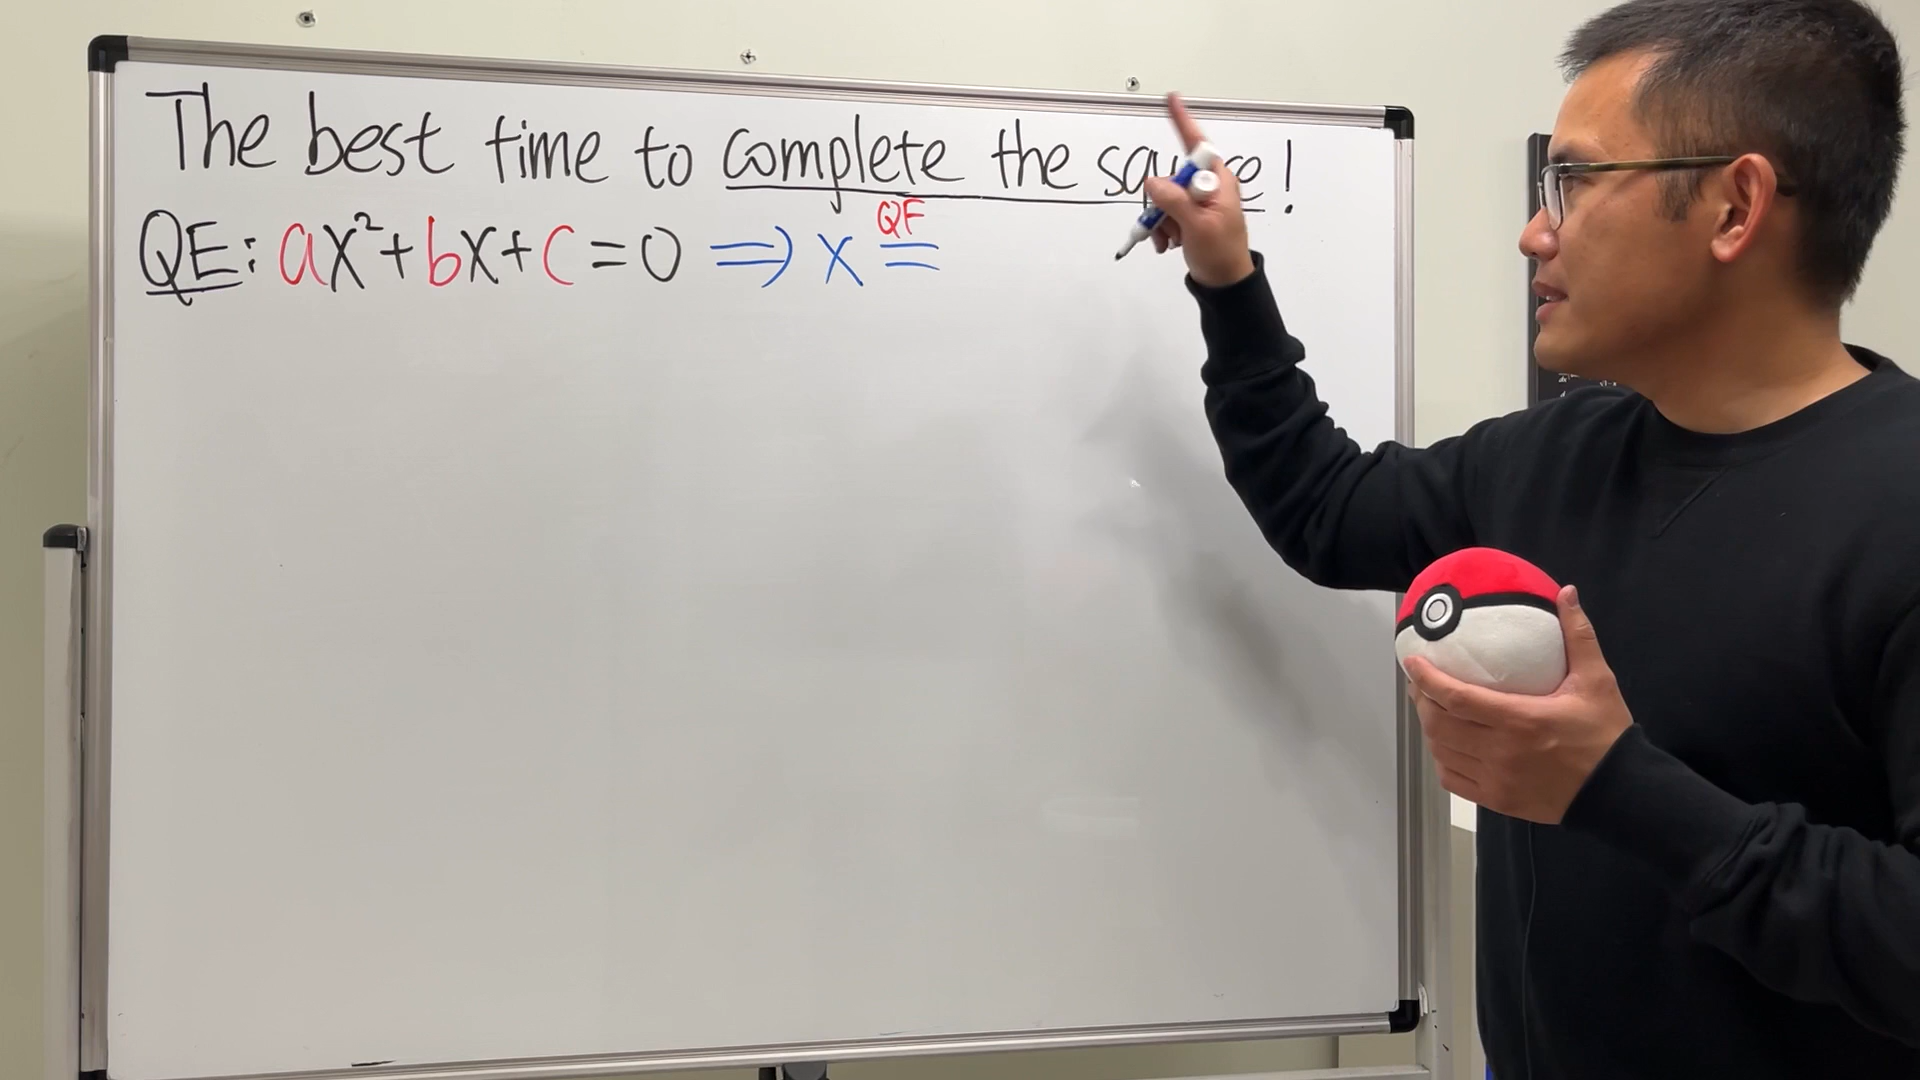 The best time to complete the square!
QF
QE: ax²+bx+c=0 ⇒ x =